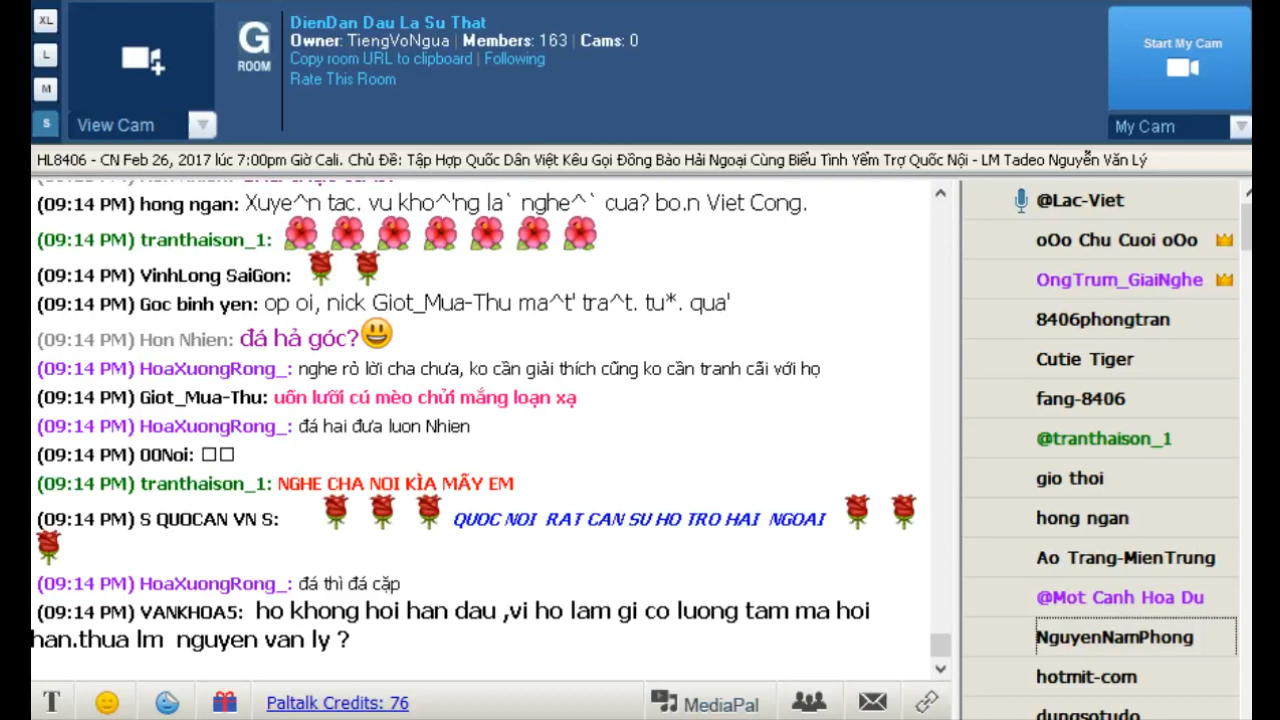 XL
L
M
S
View Cam
G
ROOM
DienDan Dau La Su That
Owner: TiengVoNgua | Members: 163 | Cams: 0
Copy room URL to clipboard | Following
Rate This Room
Start My Cam
My Cam
HL8406 - CN Feb 26, 2017 lúc 7:00pm Giờ Cali. Chủ Đề: Tập Hợp Quốc Dân Việt Kêu Gọi Đồng Bào Hải Ngoại Cùng Biểu Tình Yểm Trợ Quốc Nội - LM Tadeo Nguyễn Văn Lý
(09:14 PM) hong ngan: Xuye^n tac. vu kho^'ng la` nghe^` cua? bo.n Viet Cong.
(09:14 PM) tranthaison_1:
(09:14 PM) VinhLong SaiGon:
(09:14 PM) Goc binh yen: op oi, nick Giot_Mua-Thu ma^t' tra^t. tu*. qua'
(09:14 PM) Hon Nhien: đá hả góc?
(09:14 PM) HoaXuongRong_: nghe rỏ lời cha chưa, ko cần giải thích cũng ko cần tranh cãi với họ
(09:14 PM) Giot_Mua-Thu: uốn lưỡi cú mèo chửi mắng loạn xạ
(09:14 PM) HoaXuongRong_: đá hai đưa luon Nhien
(09:14 PM) 00Noi: □□
(09:14 PM) tranthaison_1: NGHE CHA NOI KÌA MẤY EM
(09:14 PM) S QUOCAN VN S: QUOC NOI RAT CAN SU HO TRO HAI NGOAI
(09:14 PM) HoaXuongRong_: đá thì đá cặp
(09:14 PM) VANKHOA5: ho khong hoi han dau ,vi ho lam gi co luong tam ma hoi
han.thua lm nguyen van ly ?
@Lac-Viet
oOo Chu Cuoi oOo
OngTrum_GiaiNghe
8406phongtran
Cutie Tiger
fang-8406
@tranthaison_1
gio thoi
hong ngan
Ao Trang-MienTrung
@Mot Canh Hoa Du
NguyenNamPhong
hotmit-com
dungsotudo
T
Paltalk Credits: 76
MediaPal